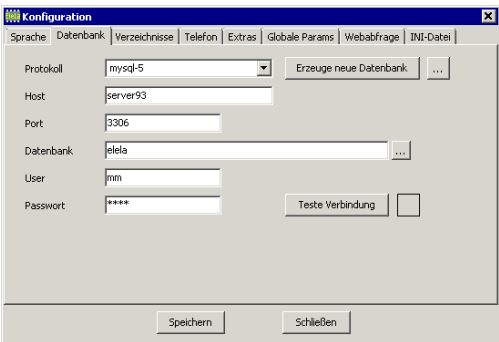 Konfiguration
Sprache Datenbank Verzeichnisse Telefon Extras Globale Params Webabfrage INI-Datei
Protokoll mysql-5 Erzeuge neue Datenbank ...
Host server93
Port 3306
Datenbank elela ...
User mm
Passwort **** Teste Verbindung
Speichern Schließen